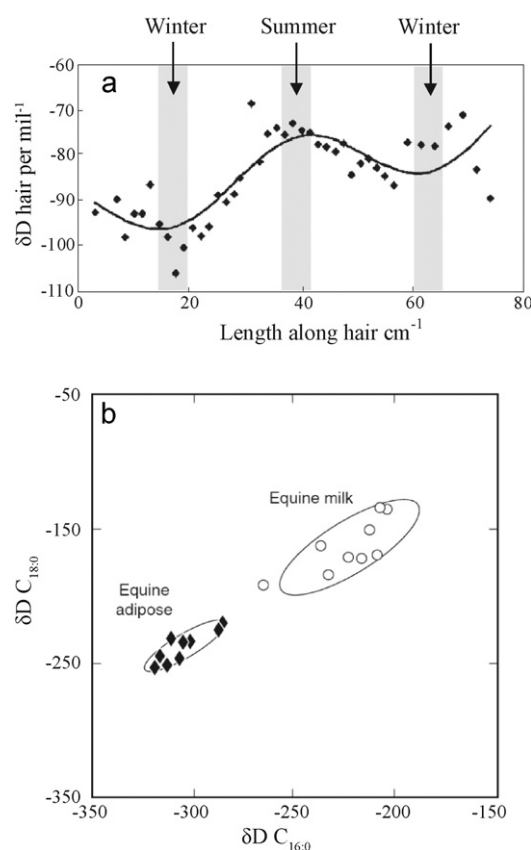 Winter Summer Winter
a
-60
-70
-80
-90
-100
-110
δD hair per mil⁻¹
0 20 40 60 80
Length along hair cm⁻¹
b
-50
-150
-250
-350
δD C₁₈:₀
Equine milk
Equine
adipose
-350 -300 -250 -200 -150
δD C₁₆:₀